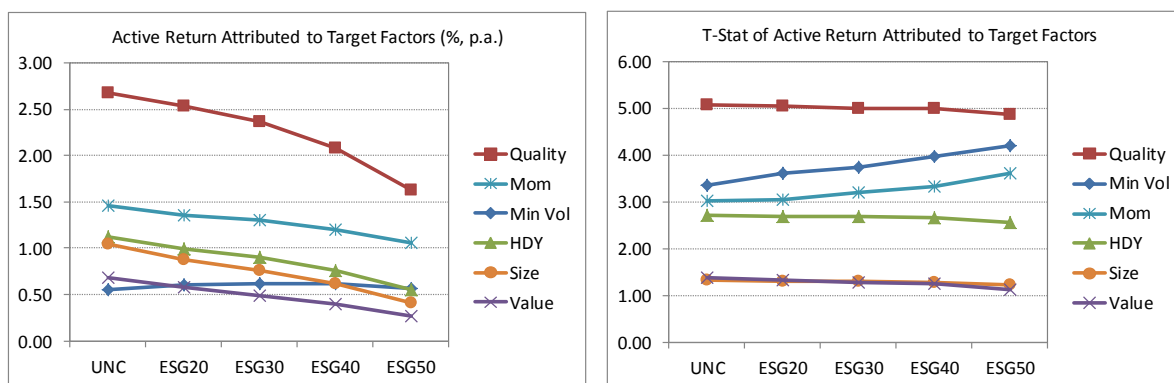 Active Return Attributed to Target Factors (%, p.a.)
3.00
2.50
2.00
1.50
1.00
0.50
0.00
UNC ESG20 ESG30 ESG40 ESG50
Quality
Mom
Min Vol
HDY
Size
Value
T-Stat of Active Return Attributed to Target Factors
6.00
5.00
4.00
3.00
2.00
1.00
0.00
UNC ESG20 ESG30 ESG40 ESG50
Quality
Min Vol
Mom
HDY
Size
Value